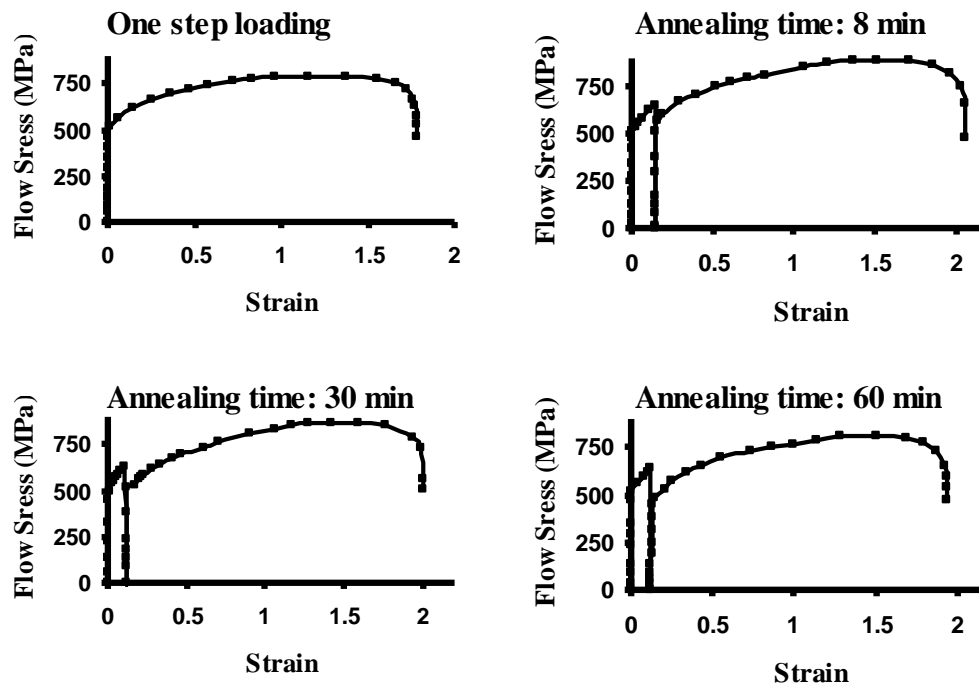 One step loading
Flow Sress (MPa)
750
500
250
0
0 0.5 1 1.5 2
Strain
Annealing time: 8 min
Flow Sress (MPa)
750
500
250
0
0 0.5 1 1.5 2
Strain
Annealing time: 30 min
Flow Sress (MPa)
750
500
250
0
0 0.5 1 1.5 2
Strain
Annealing time: 60 min
Flow Sress (MPa)
750
500
250
0
0 0.5 1 1.5 2
Strain